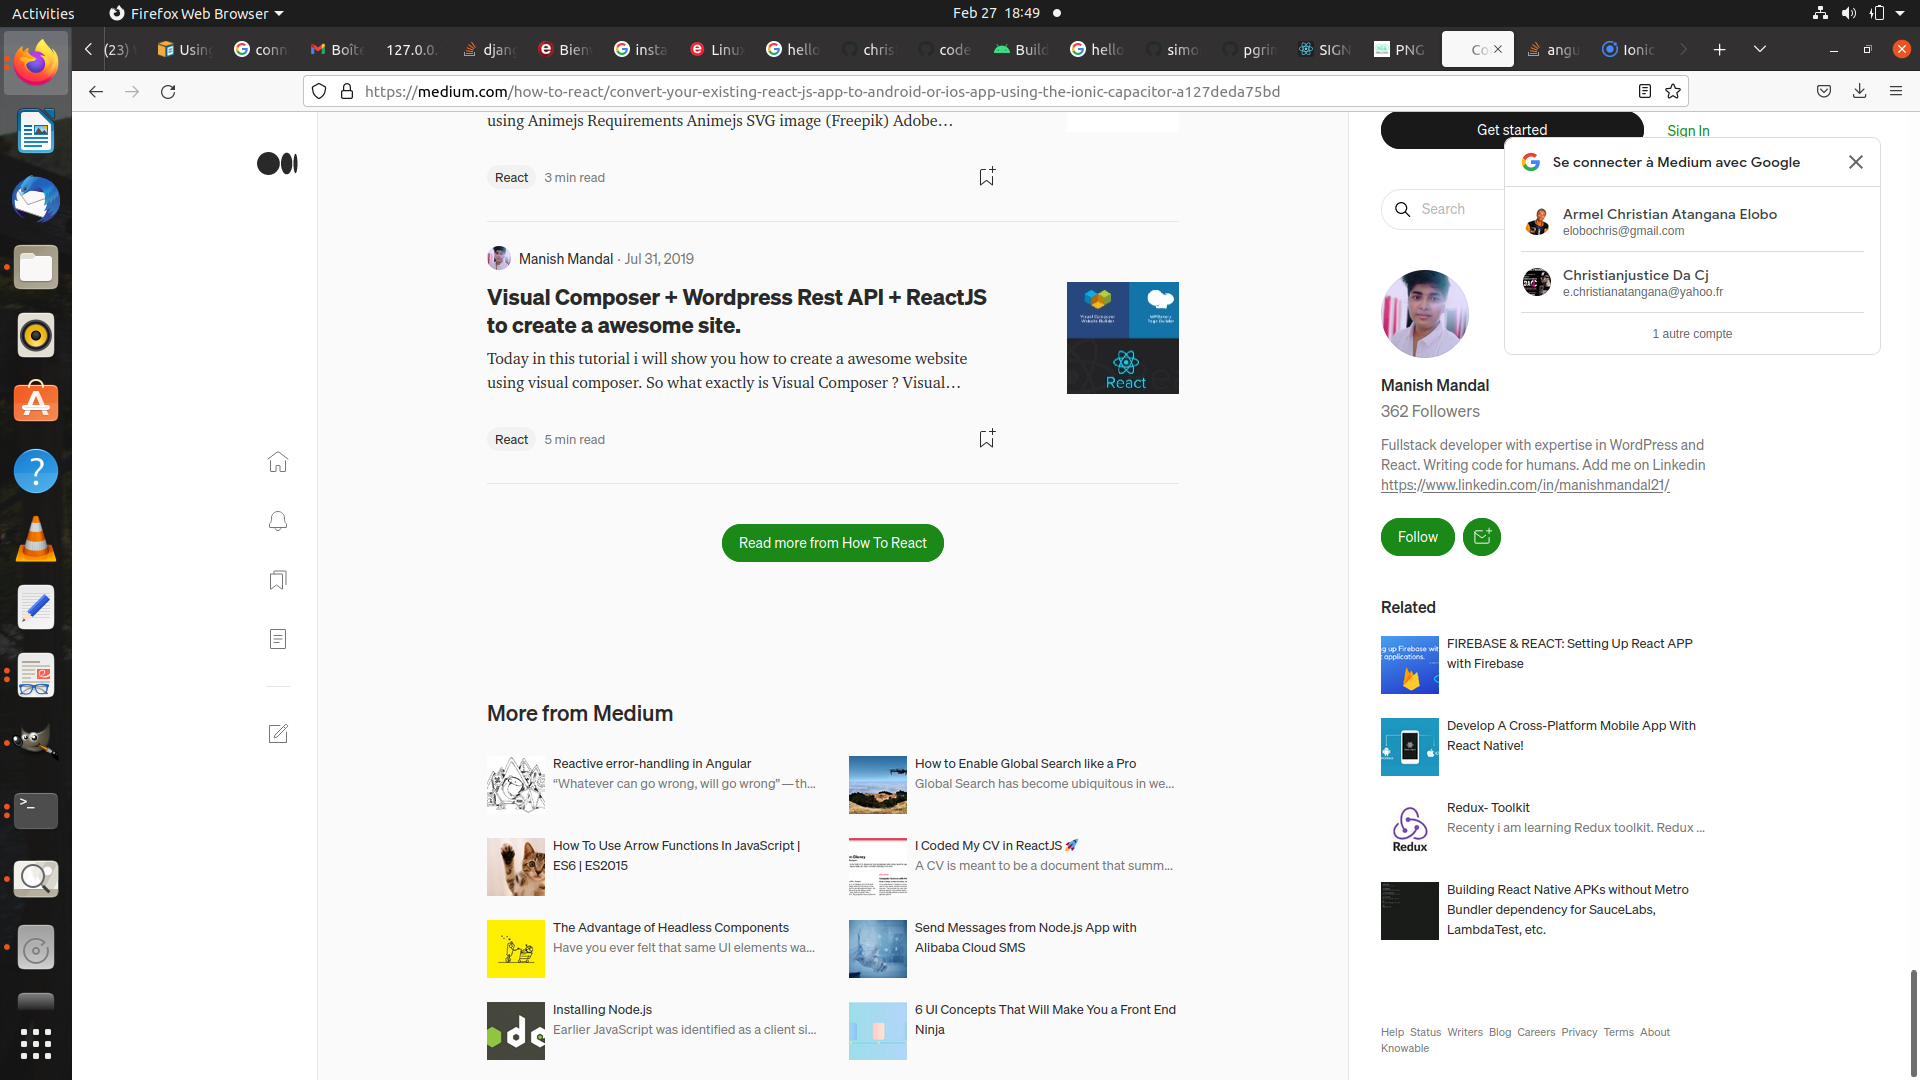 Activities
Firefox Web Browser
Feb 27 18:49
(23)
Using
conn
Boîte
127.0.0.
djan
Bien
insta
Linu
hello
chris
code
Build
hello
simo
pgrin
SIGN
PNG
Co
angu
Ionic
https://medium.com/how-to-react/convert-your-existing-react-js-app-to-android-or-ios-app-using-the-ionic-capacitor-a127deda75bd
using Animejs Requirements Animejs SVG image (Freepik) Adobe…
React
3 min read
Manish Mandal · Jul 31, 2019
Visual Composer + Wordpress Rest API + ReactJS
to create a awesome site.
Today in this tutorial i will show you how to create a awesome website
using visual composer. So what exactly is Visual Composer ? Visual…
React
React
5 min read
Read more from How To React
More from Medium
Reactive error-handling in Angular
“Whatever can go wrong, will go wrong” — th...
How to Enable Global Search like a Pro
Global Search has become ubiquitous in we...
How To Use Arrow Functions In JavaScript |
ES6 | ES2015
I Coded My CV in ReactJS 🚀
A CV is meant to be a document that summ...
The Advantage of Headless Components
Have you ever felt that same UI elements wa...
Send Messages from Node.js App with
Alibaba Cloud SMS
Installing Node.js
Earlier JavaScript was identified as a client si...
6 UI Concepts That Will Make You a Front End
Ninja
Get started
Sign In
Search
Se connecter à Medium avec Google
Armel Christian Atangana Elobo
elobochris@gmail.com
Christianjustice Da Cj
e.christianatangana@yahoo.fr
1 autre compte
Manish Mandal
362 Followers
Fullstack developer with expertise in WordPress and
React. Writing code for humans. Add me on Linkedin
https://www.linkedin.com/in/manishmandal21/
Follow
Related
FIREBASE & REACT: Setting Up React APP
with Firebase
Develop A Cross-Platform Mobile App With
React Native!
Redux
Redux- Toolkit
Recenty i am learning Redux toolkit. Redux ...
Building React Native APKs without Metro
Bundler dependency for SauceLabs,
LambdaTest, etc.
Help Status Writers Blog Careers Privacy Terms About
Knowable